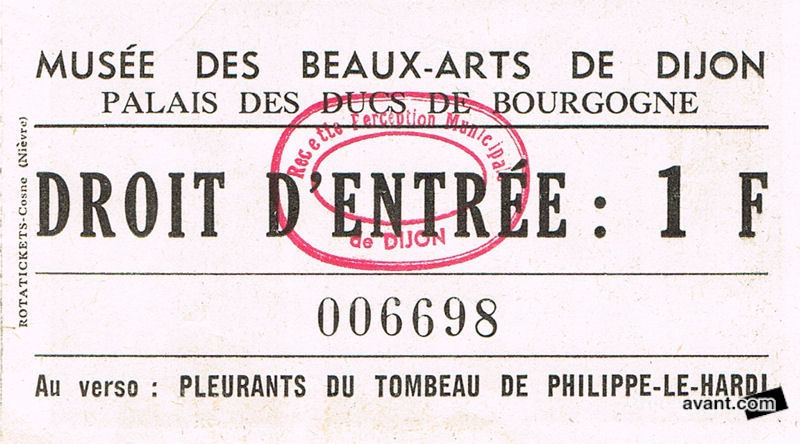 MUSÉE DES BEAUX-ARTS DE DIJON
PALAIS DES DUCS DE BOURGOGNE
Recette Perception Municipale
de DIJON
DROIT D'ENTRÉE : 1 F
006698
Au verso : PLEURANTS DU TOMBEAU DE PHILIPPE-LE-HARDI
ROTATICKETS-Cosne (Nièvre)
avant.com